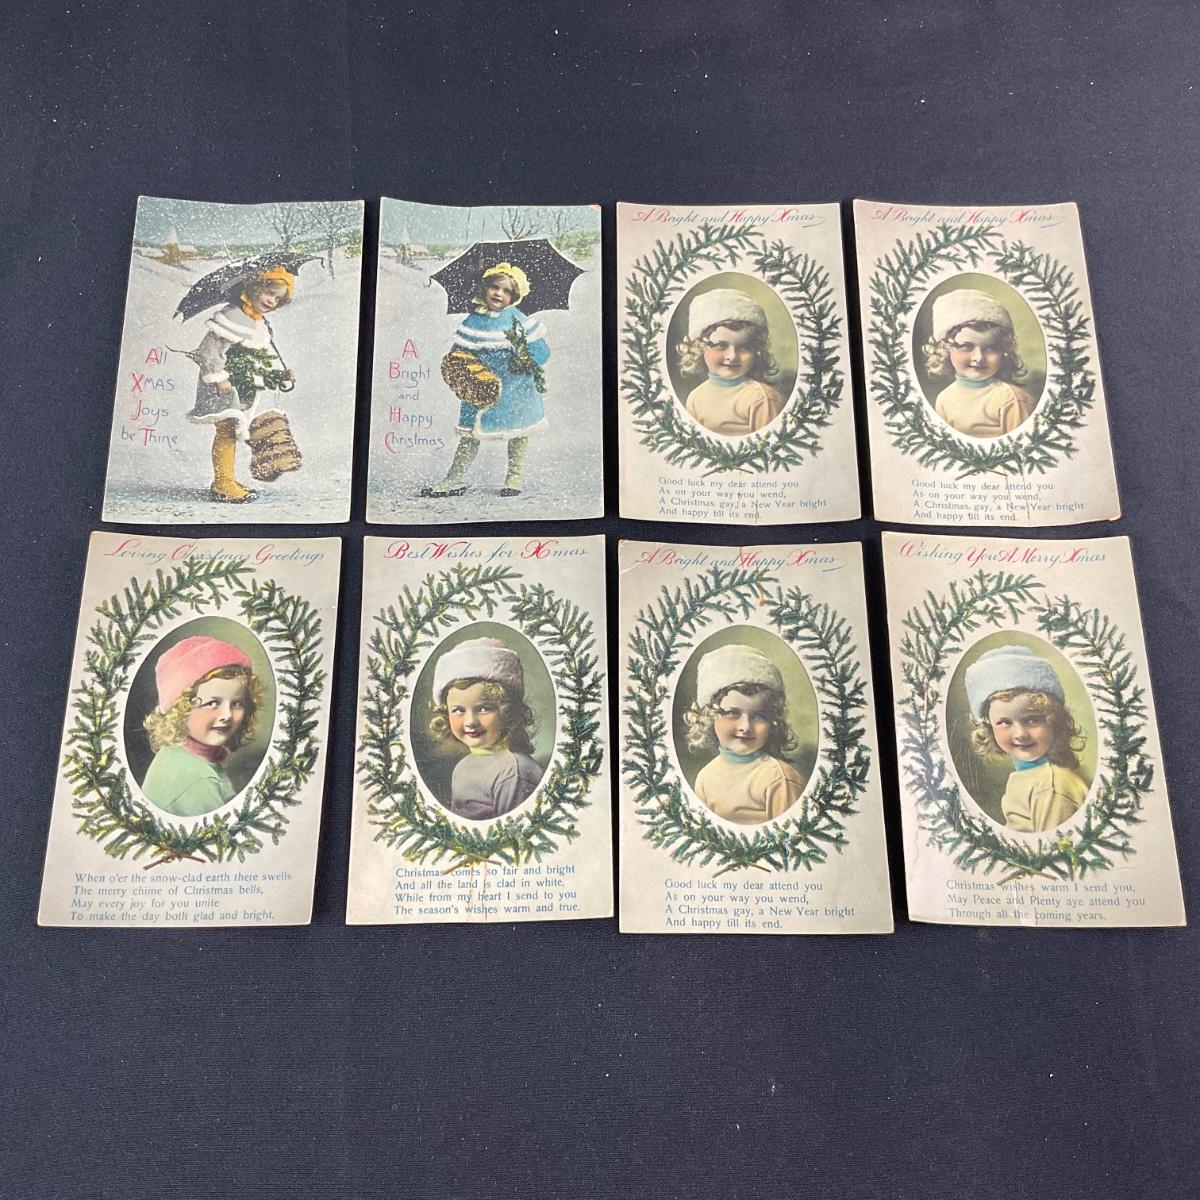 All
Xmas
Joys
be Thine
A
Bright
and
Happy
Christmas
A Bright and Happy Xmas
Good luck my dear attend you
As on your way you wend,
A Christmas gay, a New Year bright
And happy till its end.
A Bright and Happy Xmas
Good luck my dear attend you
As on your way you wend,
A Christmas gay, a New Year bright
And happy till its end.
Loving Christmas Greetings
When o'er the snow-clad earth there swells
The merry chime of Christmas bells,
May every joy for you unite
To make the day both glad and bright.
Best Wishes for Xmas
Christmas comes so fair and bright
And all the land is clad in white,
While from my heart I send to you
The season's wishes warm and true.
A Bright and Happy Xmas
Good luck my dear attend you
As on your way you wend,
A Christmas gay, a New Year bright
And happy till its end.
Wishing You A Merry Xmas
Christmas wishes warm I send you,
May Peace and Plenty aye attend you
Through all the coming years.